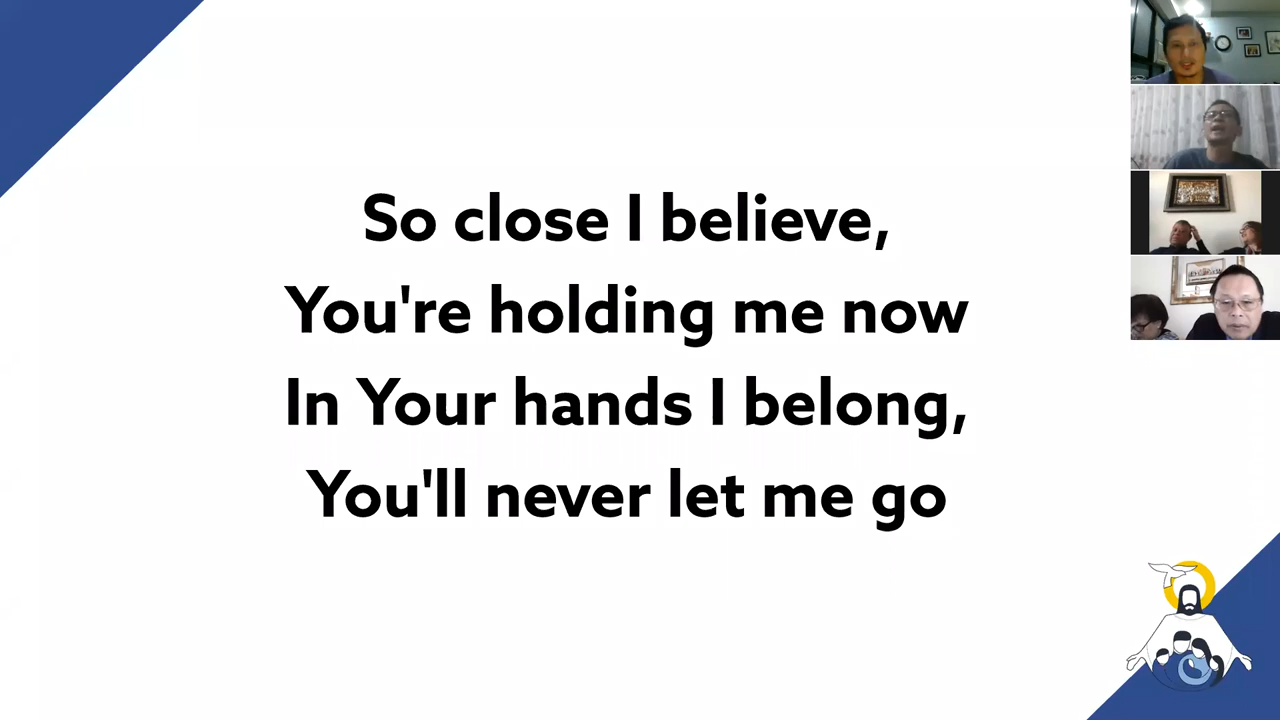 So close I believe,
You're holding me now
In Your hands I belong,
You'll never let me go